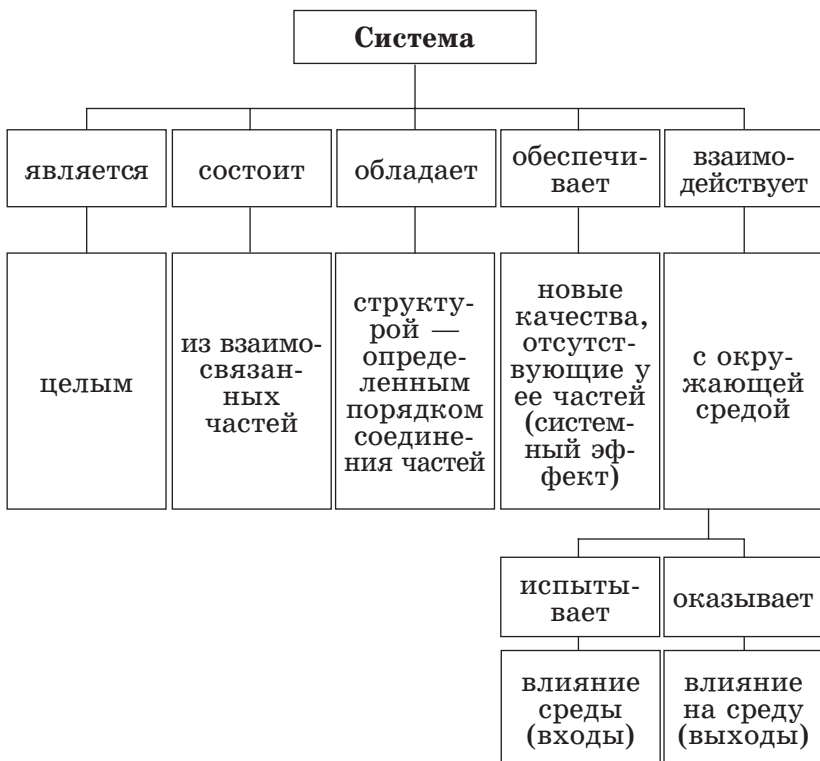 Система
является
состоит
обладает
обеспечи-
вает
взаимо-
действует
целым
из взаимо-
связан-
ных
частей
структу-
рой —
опреде-
ленным
порядком
соедине-
ния частей
новые
качества,
отсутст-
вующие у
ее частей
(систем-
ный эф-
фект)
с окру-
жающей
средой
испыты-
вает
оказывает
влияние
среды
(входы)
влияние
на среду
(выходы)